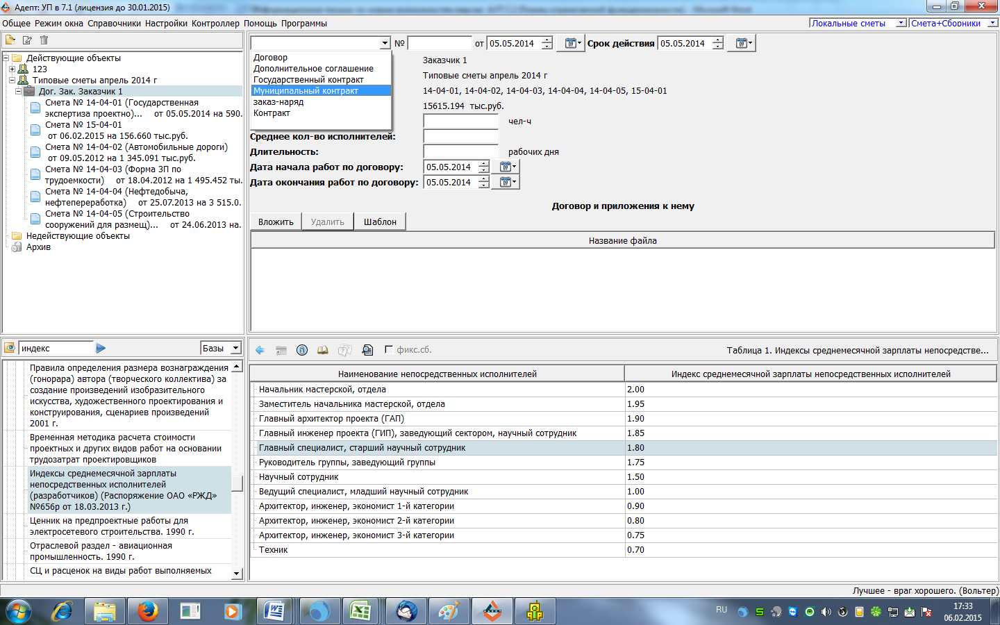 Адепт: УП в 7.1 (лицензия до 30.01.2015)
Общее Режим окна Справочники Настройки Контроллер Помощь Программы
Локальные сметы
Смета+Сборники
Действующие объекты
123
Типовые сметы апрель 2014 г
Дог. Зак. Заказчик 1
Смета № 14-04-01 (Государственная
экспертиза проектно)... от 05.05.2014 на 590.
Смета № 15-04-01
от 06.02.2015 на 156.660 тыс.руб.
Смета № 14-04-02 (Автомобильные дороги)
от 09.05.2012 на 1 345.091 тыс.руб.
Смета № 14-04-03 (Форма 3П по
трудоемкости) от 18.04.2012 на 1 495.452 ты.
Смета № 14-04-04 (Нефтедобыча,
нефтепереработка) от 25.07.2013 на 3 515.0..
Смета № 14-04-05 (Строительство
сооружений для размещ)... от 24.06.2013 на.
Недействующие объекты
Архив
№ от 05.05.2014 Срок действия 05.05.2014
Договор
Дополнительное соглашение
Государственный контракт
Муниципальный контракт
заказ-наряд
Контракт
Заказчик 1
Типовые сметы апрель 2014 г
14-04-01, 14-04-02, 14-04-03, 14-04-04, 14-04-05, 15-04-01
15615.194 тыс.руб.
чел-ч
Среднее кол-во исполнителей:
Длительность: рабочих дня
Дата начала работ по договору: 05.05.2014
Дата окончания работ по договору: 05.05.2014
Договор и приложения к нему
Вложить Удалить Шаблон
Название файла
индекс Базы
Правила определения размера вознаграждения
(гонорара) автора (творческого коллектива) за
создание произведений изобразительного
искусства, художественного проектирования и
конструирования, сценариев произведений
2001 г.
Временная методика расчета стоимости
проектных и других видов работ на основании
трудозатрат проектировщиков
Индексы среднемесячной зарплаты
непосредственных исполнителей
(разработчиков) (Распоряжение ОАО «РЖД»
№656р от 18.03.2013 г.)
Ценник на предпроектные работы для
электросетевого строительства. 1990 г.
Отраслевой раздел - авиационная
промышленность. 1990 г.
СЦ и расценок на виды работ выполняемых
фикс.сб. Таблица 1. Индексы среднемесячной зарплаты непосредстве...
Наименование непосредственных исполнителей Индекс среднемесячной зарплаты непосредственных исполнителей
Начальник мастерской, отдела 2.00
Заместитель начальника мастерской, отдела 1.95
Главный архитектор проекта (ГАП) 1.90
Главный инженер проекта (ГИП), заведующий сектором, научный сотрудник 1.85
Главный специалист, старший научный сотрудник 1.80
Руководитель группы, заведующий группы 1.75
Научный сотрудник 1.50
Ведущий специалист, младший научный сотрудник 1.00
Архитектор, инженер, экономист 1-й категории 0.90
Архитектор, инженер, экономист 2-й категории 0.80
Архитектор, инженер, экономист 3-й категории 0.75
Техник 0.70
Лучшее - враг хорошего. (Вольтер)
RU
17:33
06.02.2015